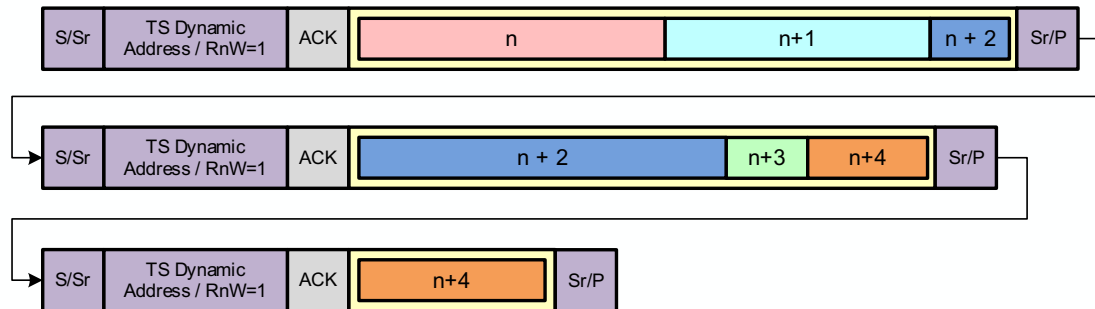 S/Sr
TS Dynamic
Address / RnW=1
ACK
n
n+1
n + 2
Sr/P
S/Sr
TS Dynamic
Address / RnW=1
ACK
n + 2
n+3
n+4
Sr/P
S/Sr
TS Dynamic
Address / RnW=1
ACK
n+4
Sr/P